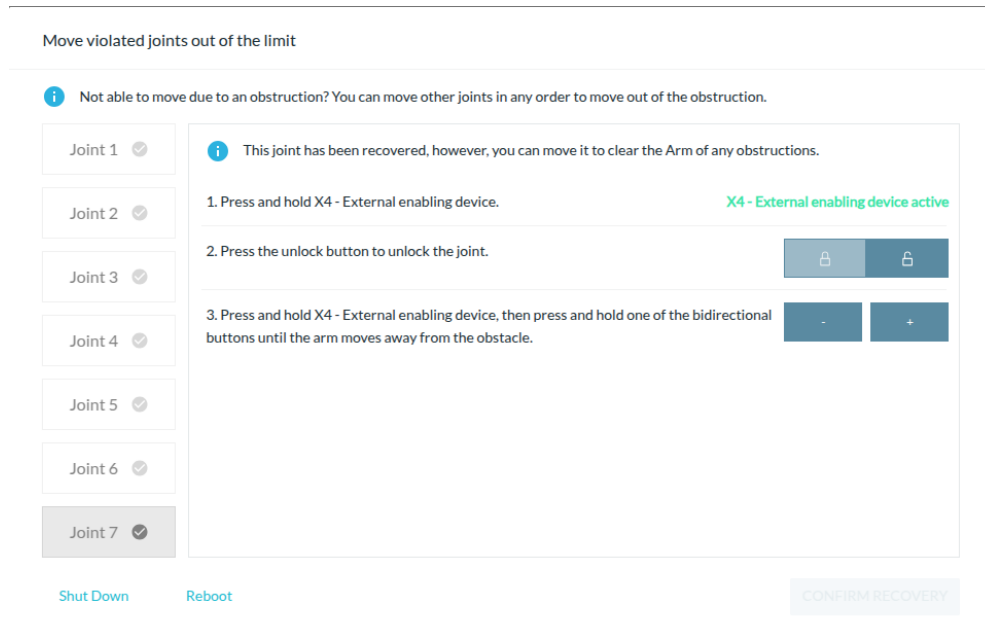 Move violated joints out of the limit
Not able to move due to an obstruction? You can move other joints in any order to move out of the obstruction.
Joint 1
Joint 2
Joint 3
Joint 4
Joint 5
Joint 6
Joint 7
This joint has been recovered, however, you can move it to clear the Arm of any obstructions.
1. Press and hold X4 - External enabling device.
X4 - External enabling device active
2. Press the unlock button to unlock the joint.
3. Press and hold X4 - External enabling device, then press and hold one of the bidirectional
buttons until the arm moves away from the obstacle.
-
+
Shut Down
Reboot
CONFIRM RECOVERY